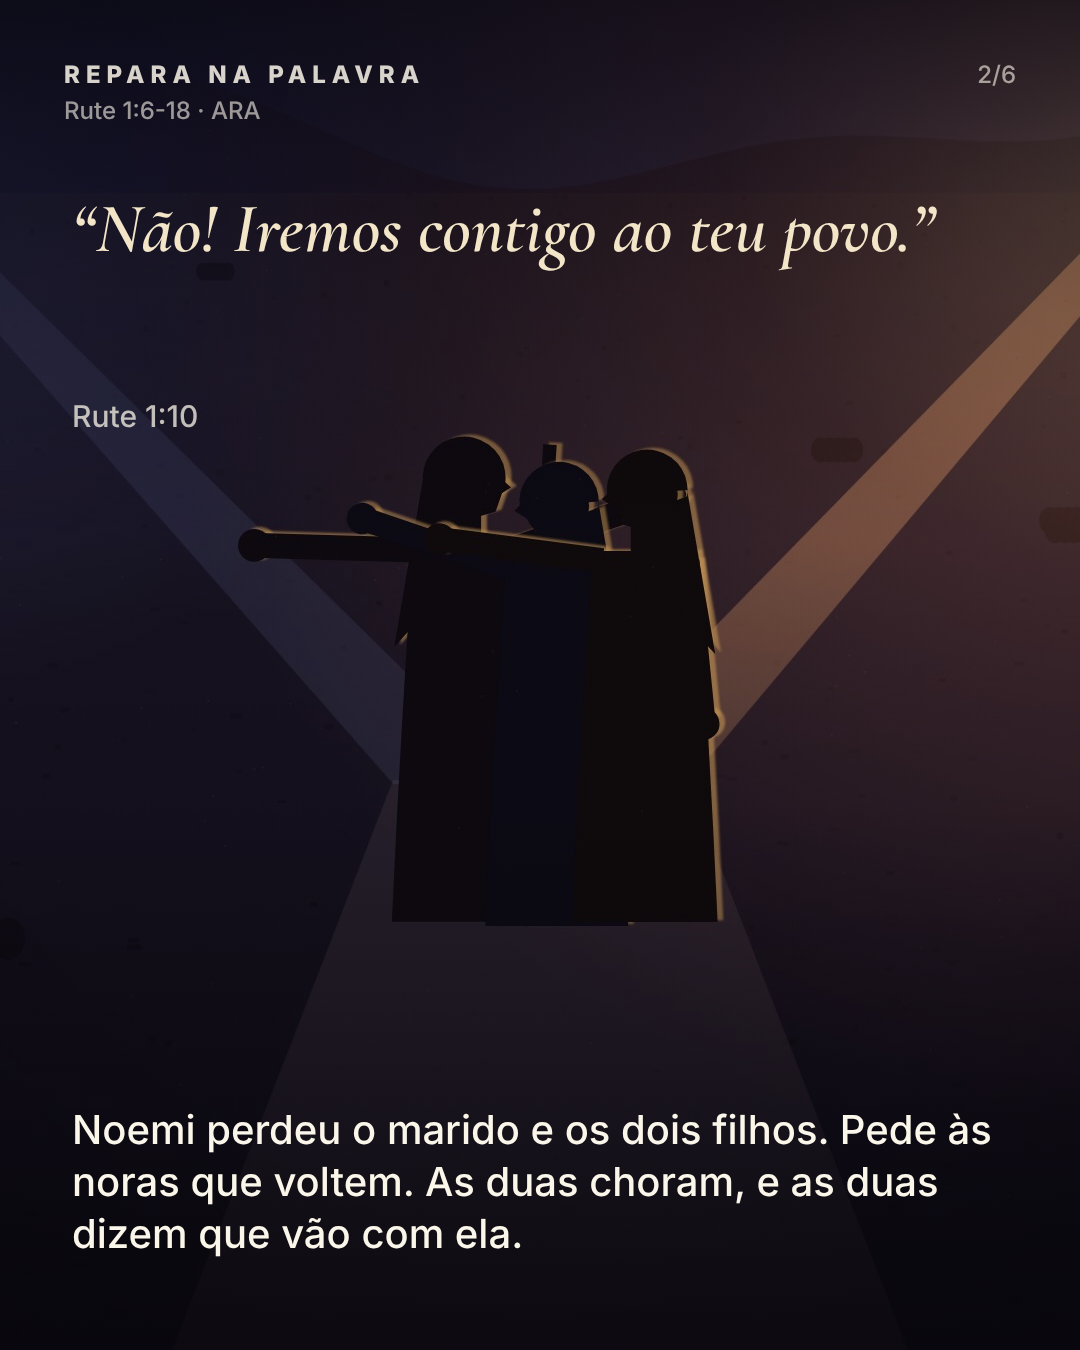 REPARA NA PALAVRA
2/6
Rute 1:6-18 · ARA
“Não! Iremos contigo ao teu povo.”
Rute 1:10
Noemi perdeu o marido e os dois filhos. Pede às
noras que voltem. As duas choram, e as duas
dizem que vão com ela.